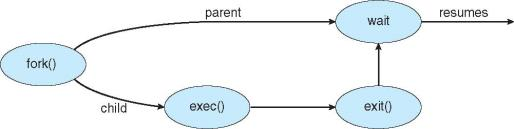 parent
wait
resumes
fork()
child
exec()
exit()